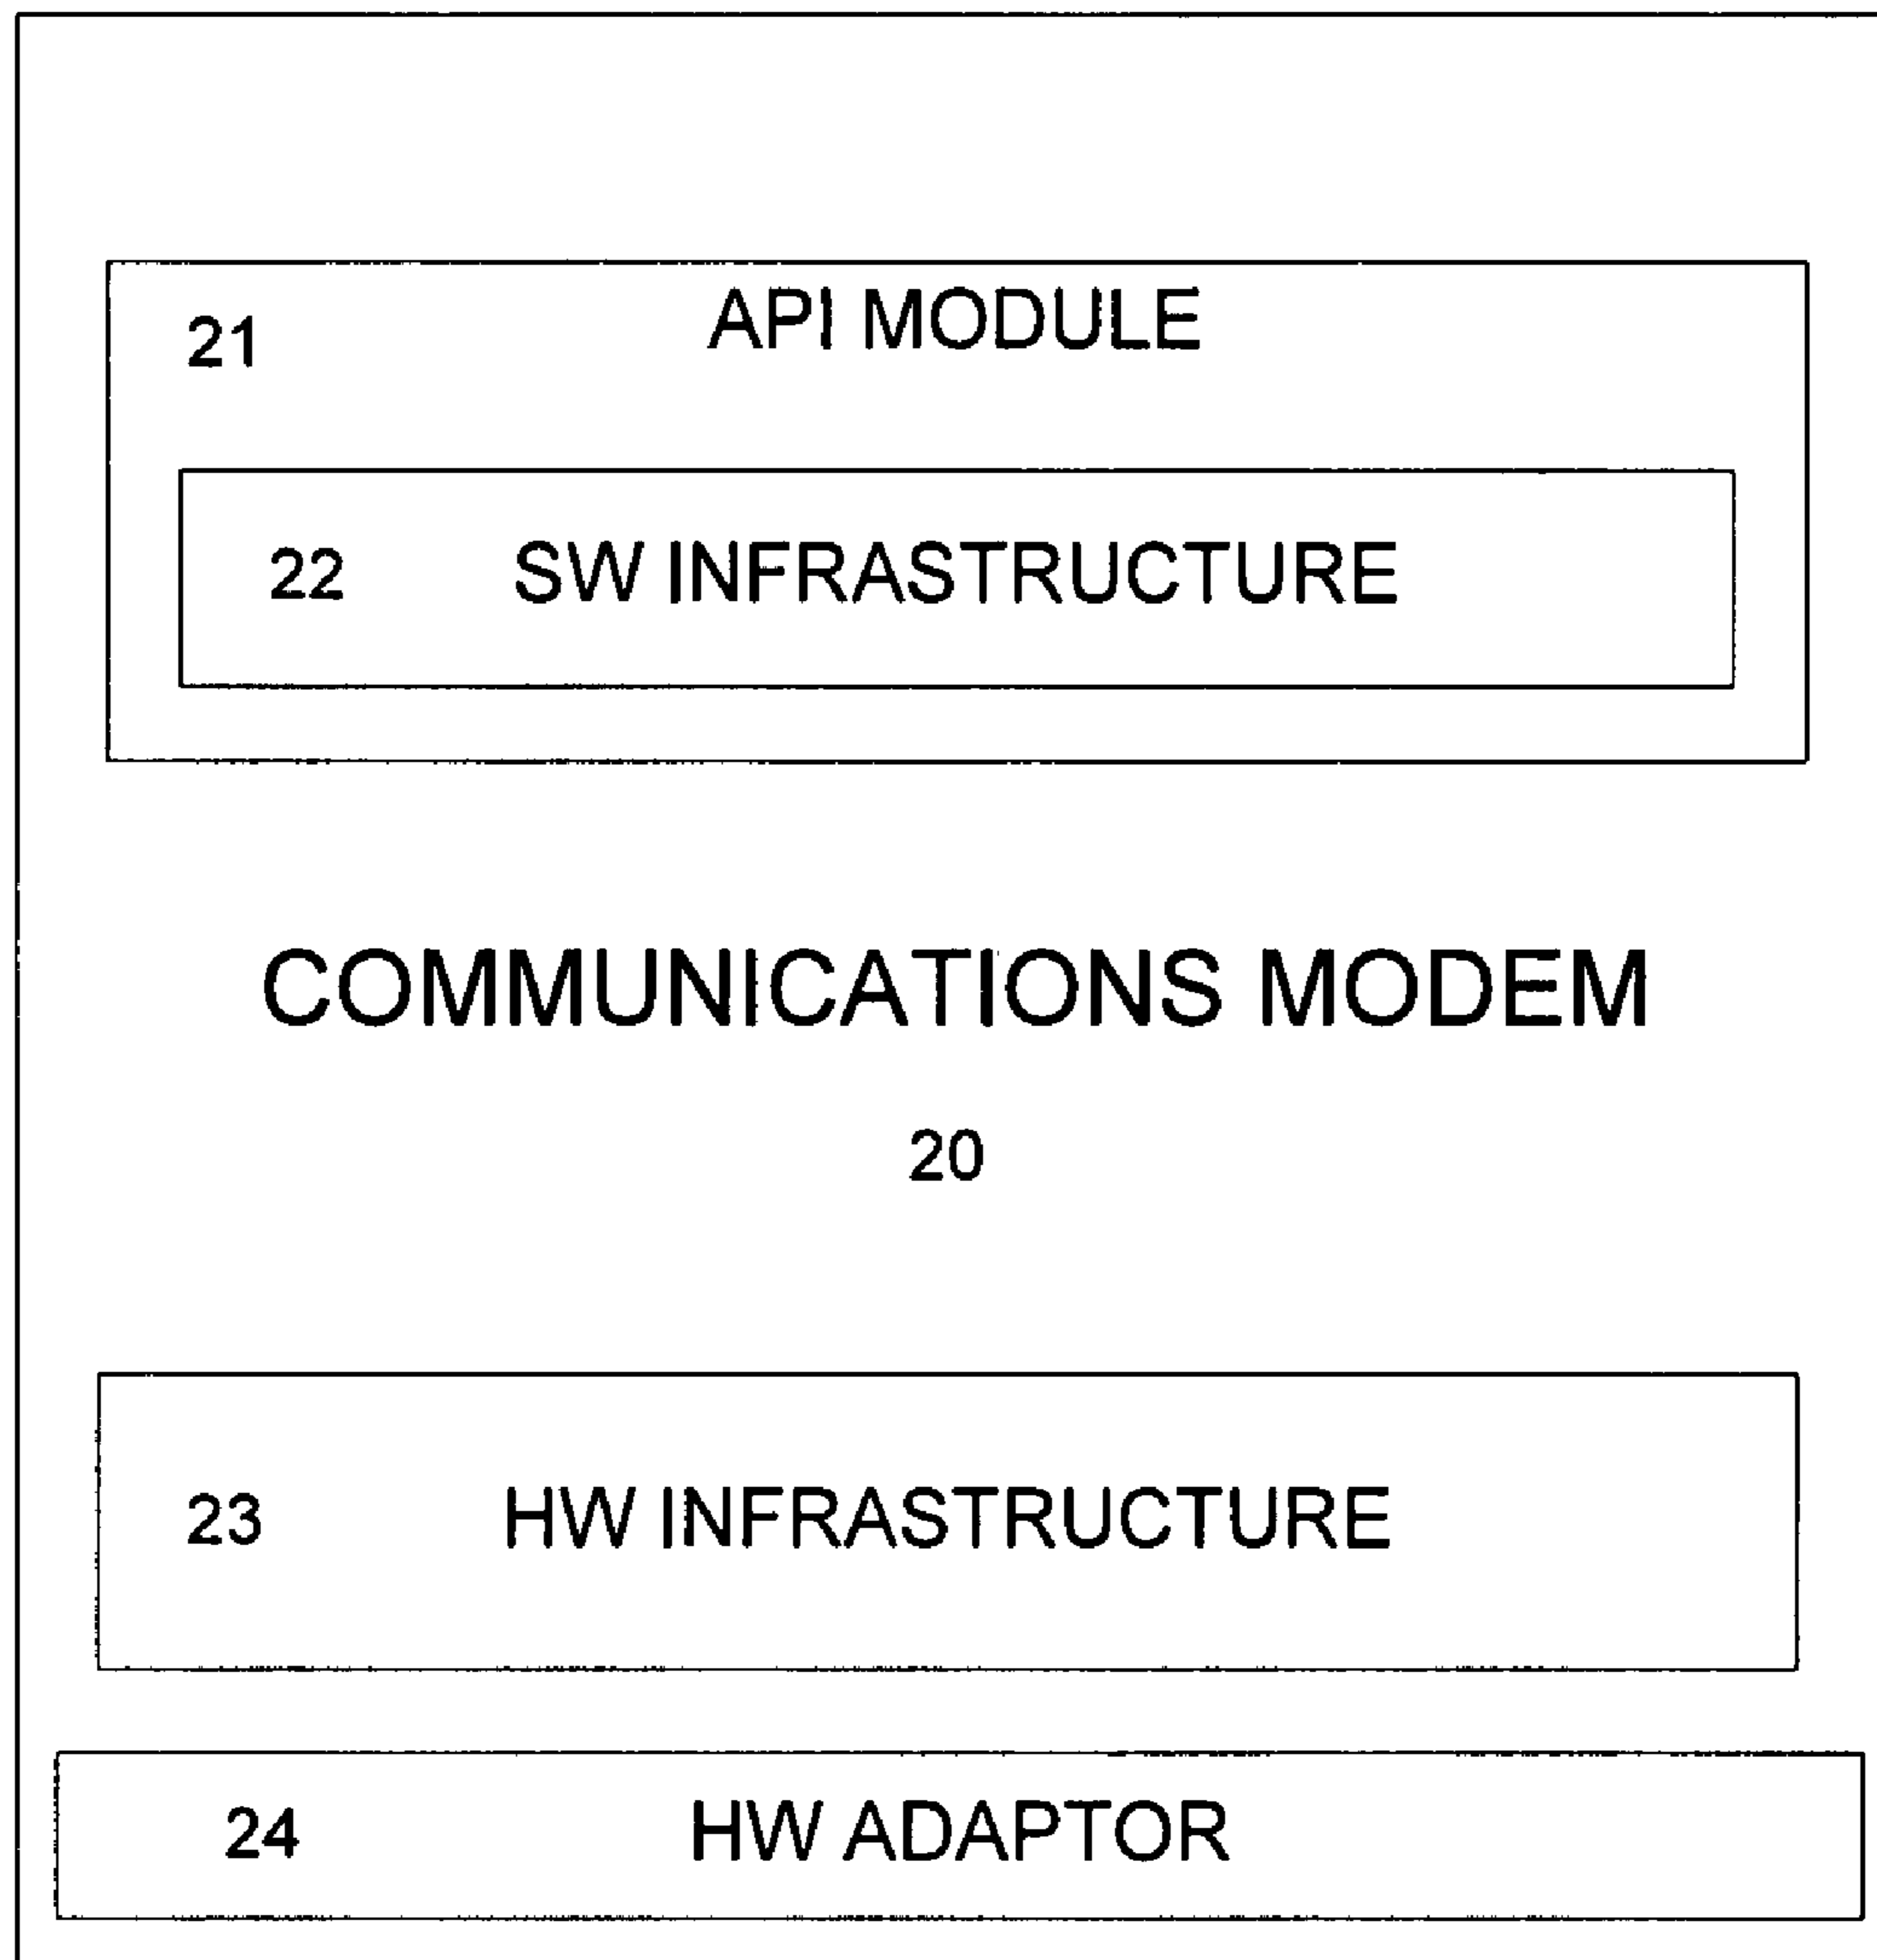 API MODULE
21
22 SW INFRASTRUCTURE
COMMUNICATIONS MODEM
20
23 HW INFRASTRUCTURE
24 HW ADAPTOR